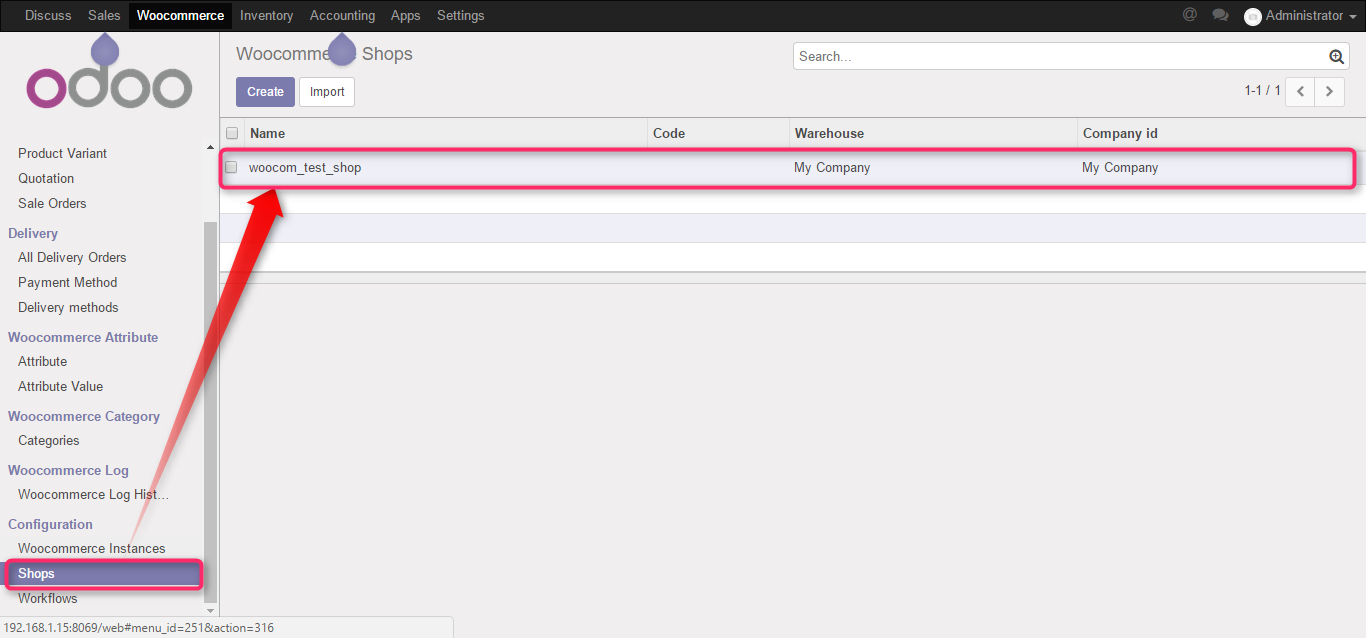 Discuss Sales Woocommerce Inventory Accounting Apps Settings @ Administrator
odoo
Woocomme Shops
Search...
Create Import
1-1 / 1
Name Code Warehouse Company id
woocom_test_shop My Company My Company
Product Variant
Quotation
Sale Orders
Delivery
All Delivery Orders
Payment Method
Delivery methods
Woocommerce Attribute
Attribute
Attribute Value
Woocommerce Category
Categories
Woocommerce Log
Woocommerce Log Hist...
Configuration
Woocommerce Instances
Shops
Workflows
192.168.1.15:8069/web#menu_id=251&action=316